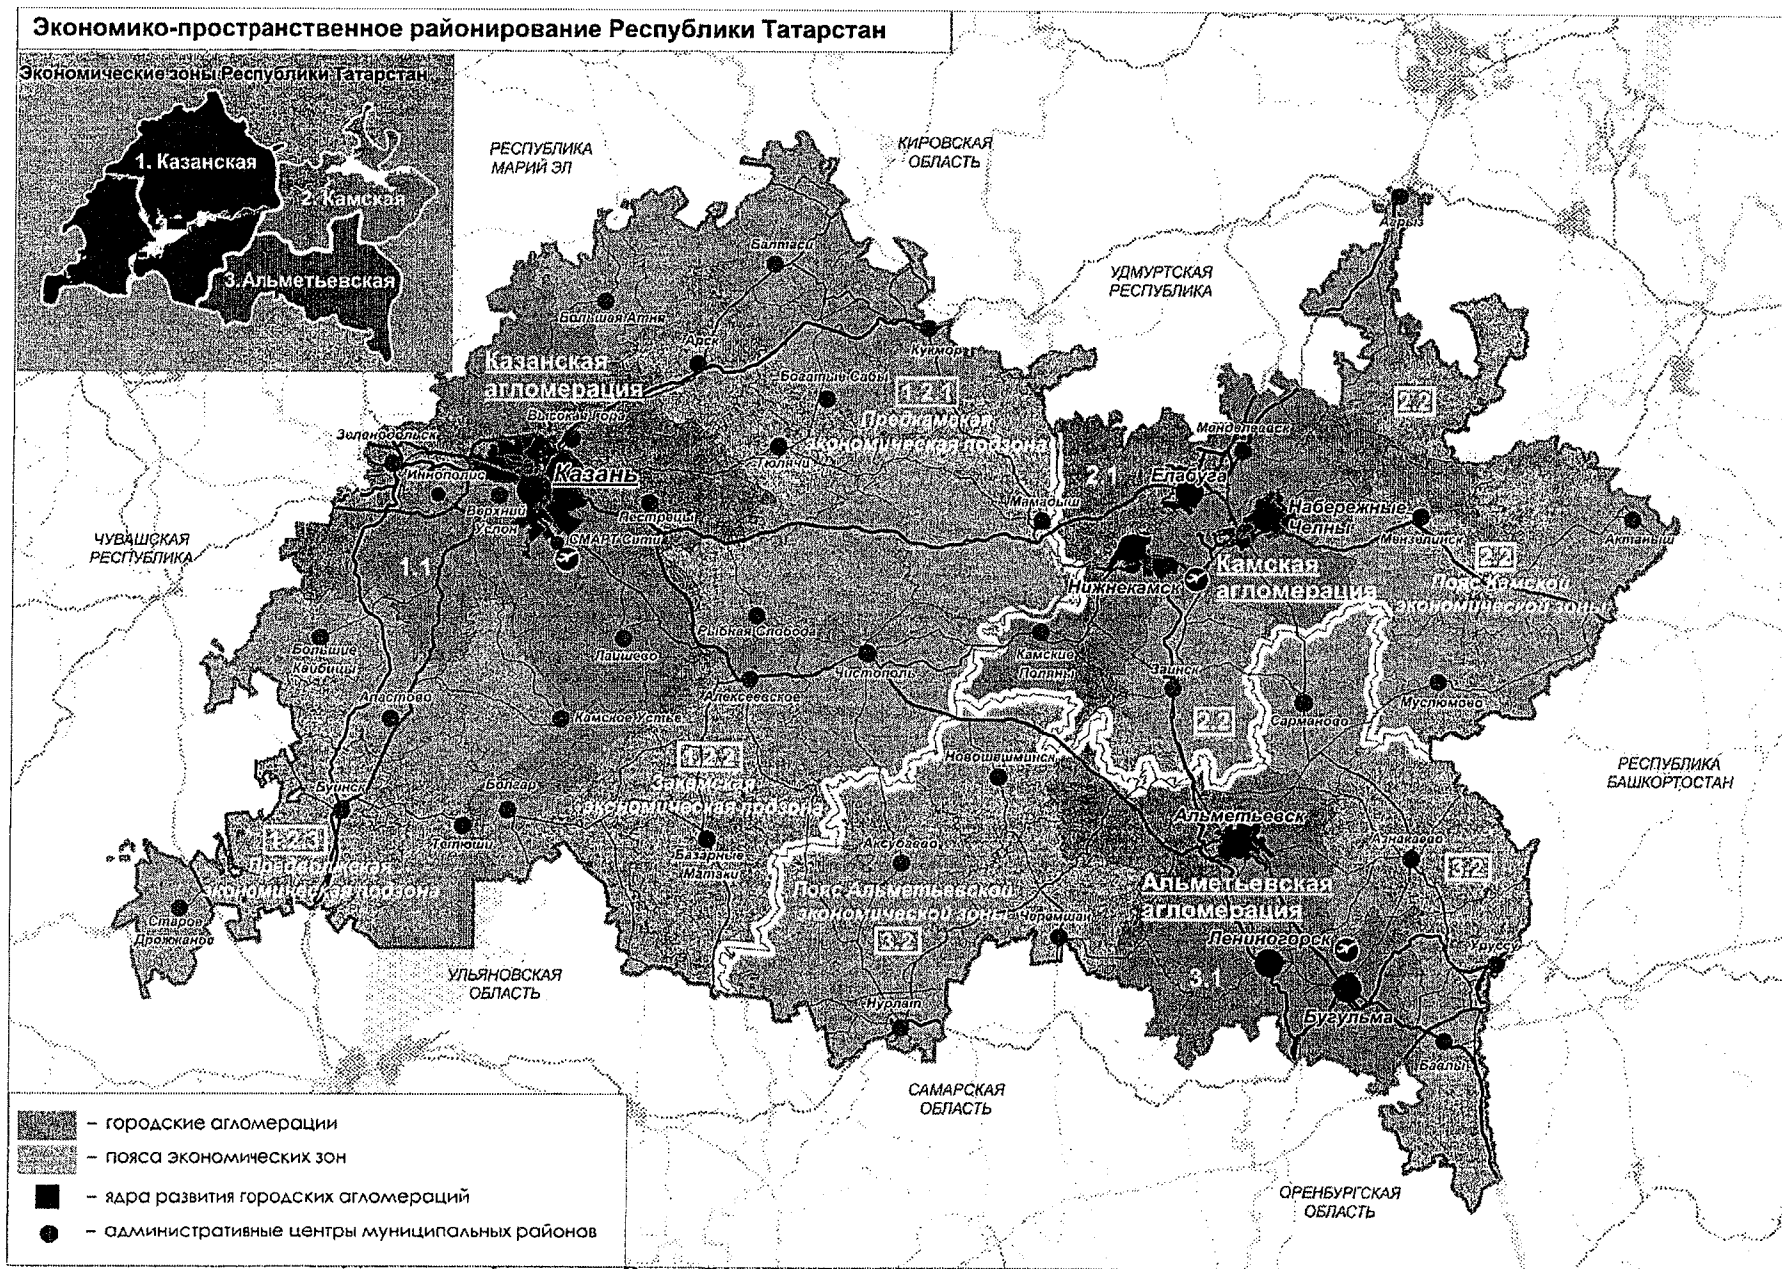 Экономико-пространственное районирование Республики Татарстан
Экономические зоны Республики Татарстан
1. Казанская
2. Камская
3. Альметьевская
РЕСПУБЛИКА
МАРИЙ ЭЛ
КИРОВСКАЯ
ОБЛАСТЬ
УДМУРТСКАЯ
РЕСПУБЛИКА
Агрыз
Балтаси
Большая Атня
Арск
Кукмор
Казанская
агломерация
Богатые Сабы
1.2.1
Предкамская
экономическая подзона
2.2
Высокая Гора
Зеленодольск
Тюлячи
Менделеевск
Иннополис
Казань
2.1
Елабуга
Верхний
Услон
Пестрецы
Мамадыш
Набережные
Челны
СМАРТ Сити
Мензелинск
Актаныш
ЧУВАШСКАЯ
РЕСПУБЛИКА
1.1
Нижнекамск
Камская
агломерация
2.2
Пояс Камской
экономической зоны
Большие
Кайбицы
Рыбная Слобода
Лаишево
Камские
Поляны
Чистополь
Заинск
Алексеевское
Апастово
Камское Устье
Муслюмово
Сарманово
2.2
1.2.2
Закамская
экономическая подзона
Новошешминск
РЕСПУБЛИКА
БАШКОРТОСТАН
Буинск
Болгар
Тетюши
1.2.3
Предволжская
экономическая подзона
Базарные
Матаки
Аксубаево
Альметьевск
Азнакаево
3.2
Пояс Альметьевской
экономической зоны
3.2
Альметьевская
агломерация
Черемшан
Старое
Дрожжаное
Лениногорск
Уруссу
УЛЬЯНОВСКАЯ
ОБЛАСТЬ
3.1
Нурлат
Бугульма
Бавлы
САМАРСКАЯ
ОБЛАСТЬ
ОРЕНБУРГСКАЯ
ОБЛАСТЬ
– городские агломерации
– пояса экономических зон
– ядра развития городских агломераций
– административные центры муниципальных районов